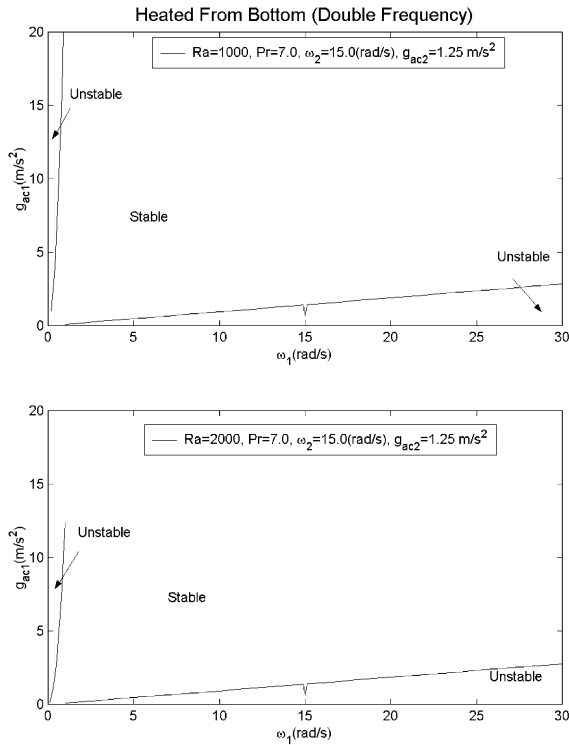 Heated From Bottom (Double Frequency)
20
Ra=1000, Pr=7.0, ω2=15.0(rad/s), gac2=1.25 m/s²
Unstable
15
gac1(m/s²)
10
Stable
5
Unstable
0
0 5 10 15 20 25 30
ω1(rad/s)
20
Ra=2000, Pr=7.0, ω2=15.0(rad/s), gac2=1.25 m/s²
15
Unstable
gac1(m/s²)
10
Stable
5
Unstable
0
0 5 10 15 20 25 30
ω1(rad/s)